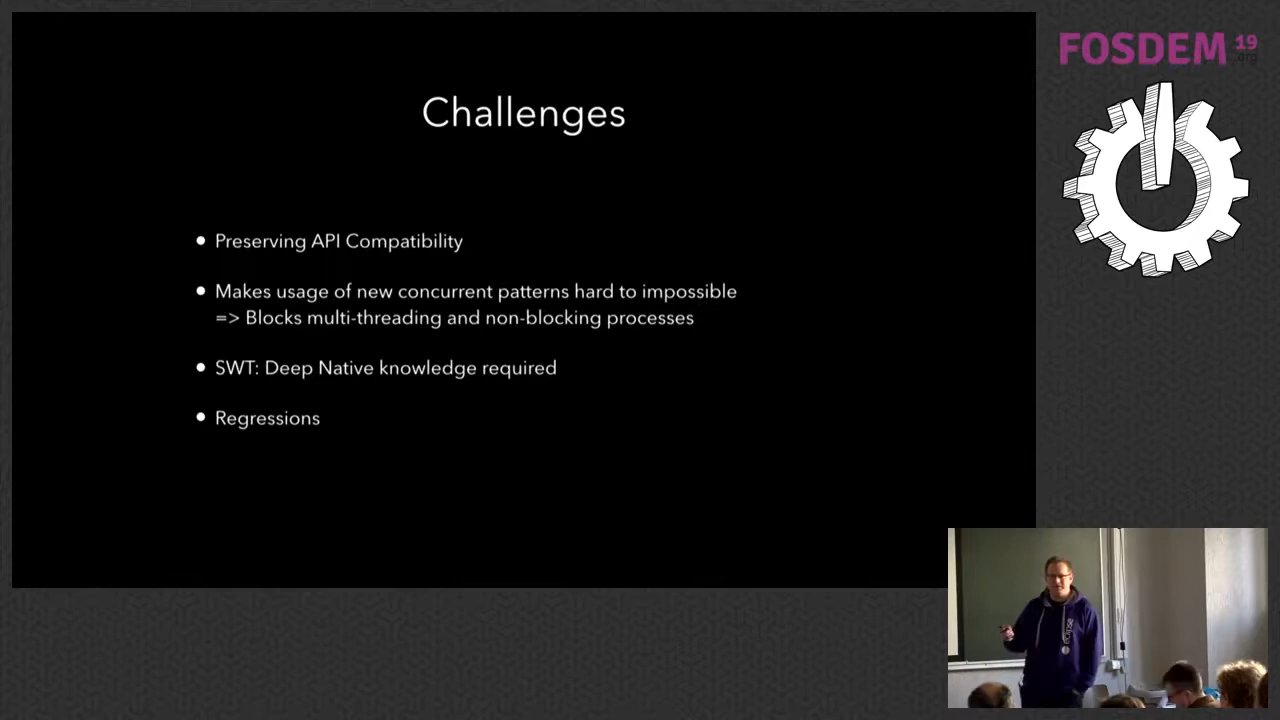 Challenges
FOSDEM 19
.org
• Preserving API Compatibility
• Makes usage of new concurrent patterns hard to impossible
=> Blocks multi-threading and non-blocking processes
• SWT: Deep Native knowledge required
• Regressions
eclipse